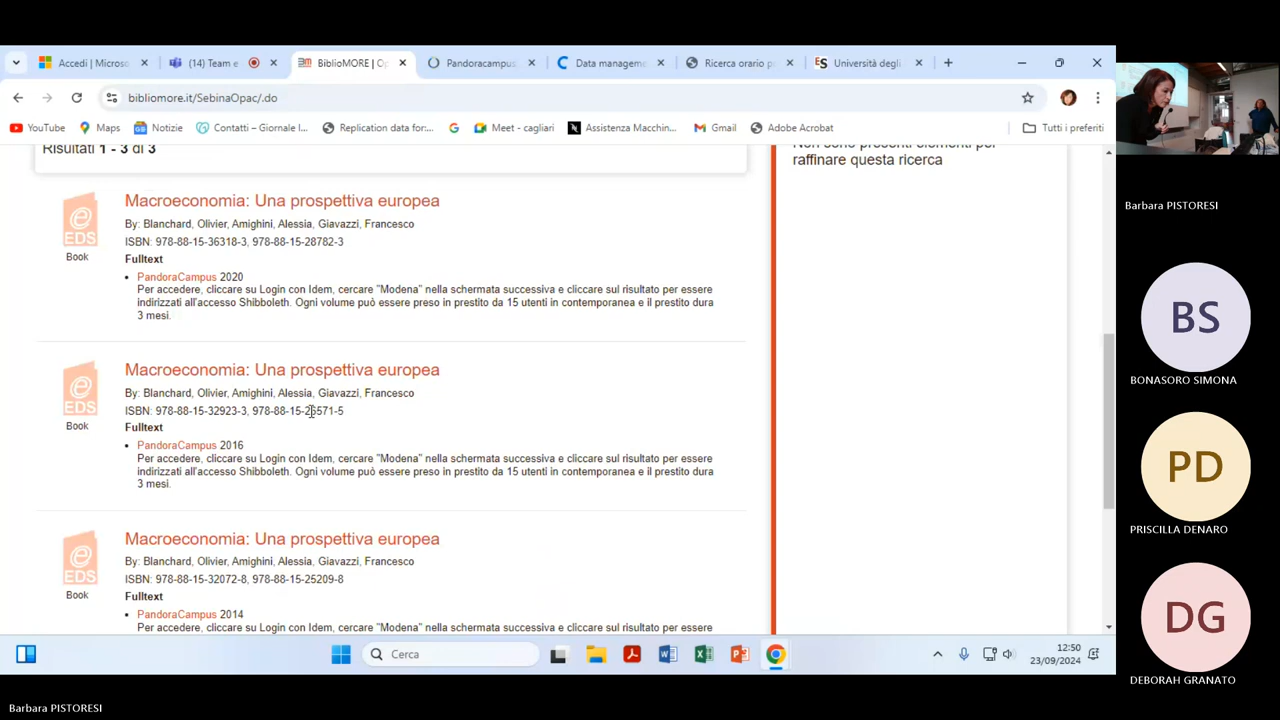 Accedi | Microso
(14) Team e
BiblioMORE | Op
Pandoracampus
Data manageme
Ricerca orario p
ES Università degli
bibliomore.it/SebinaOpac/.do
YouTube
Maps
Notizie
Contatti – Giornale I...
Replication data for:...
Meet - cagliari
Assistenza Macchin...
Gmail
Adobe Acrobat
Tutti i preferiti
Risultati 1 - 3 di 3
Non sono presenti elementi per
raffinare questa ricerca
e
EDS
Book
Macroeconomia: Una prospettiva europea
By: Blanchard, Olivier, Amighini, Alessia, Giavazzi, Francesco
ISBN: 978-88-15-36318-3, 978-88-15-28782-3
Fulltext
PandoraCampus 2020
Per accedere, cliccare su Login con Idem, cercare "Modena" nella schermata successiva e cliccare sul risultato per essere
indirizzati all'accesso Shibboleth. Ogni volume può essere preso in prestito da 15 utenti in contemporanea e il prestito dura
3 mesi.
e
EDS
Book
Macroeconomia: Una prospettiva europea
By: Blanchard, Olivier, Amighini, Alessia, Giavazzi, Francesco
ISBN: 978-88-15-32923-3, 978-88-15-26571-5
Fulltext
PandoraCampus 2016
Per accedere, cliccare su Login con Idem, cercare "Modena" nella schermata successiva e cliccare sul risultato per essere
indirizzati all'accesso Shibboleth. Ogni volume può essere preso in prestito da 15 utenti in contemporanea e il prestito dura
3 mesi.
e
EDS
Book
Macroeconomia: Una prospettiva europea
By: Blanchard, Olivier, Amighini, Alessia, Giavazzi, Francesco
ISBN: 978-88-15-32072-8, 978-88-15-25209-8
Fulltext
PandoraCampus 2014
Per accedere, cliccare su Login con Idem, cercare "Modena" nella schermata successiva e cliccare sul risultato per essere
Cerca
12:50
23/09/2024
Barbara PISTORESI
BS
BONASORO SIMONA
PD
PRISCILLA DENARO
DG
DEBORAH GRANATO
Barbara PISTORESI